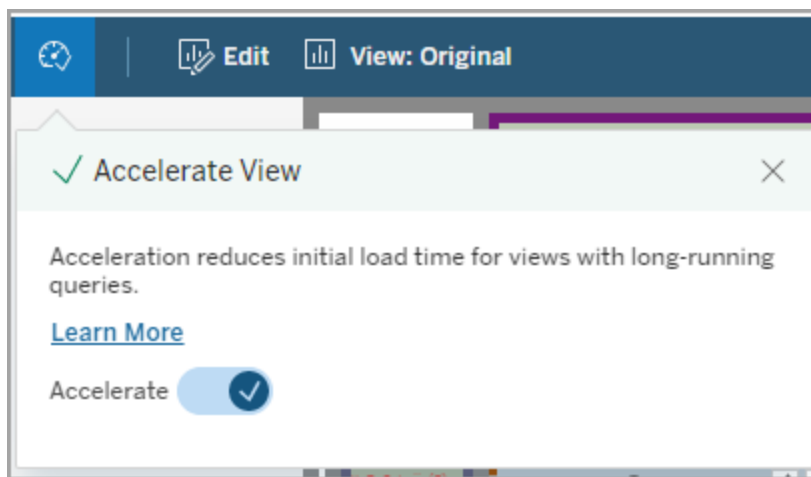 Edit
View: Original
Accelerate View
Acceleration reduces initial load time for views with long-running
queries.
Learn More
Accelerate